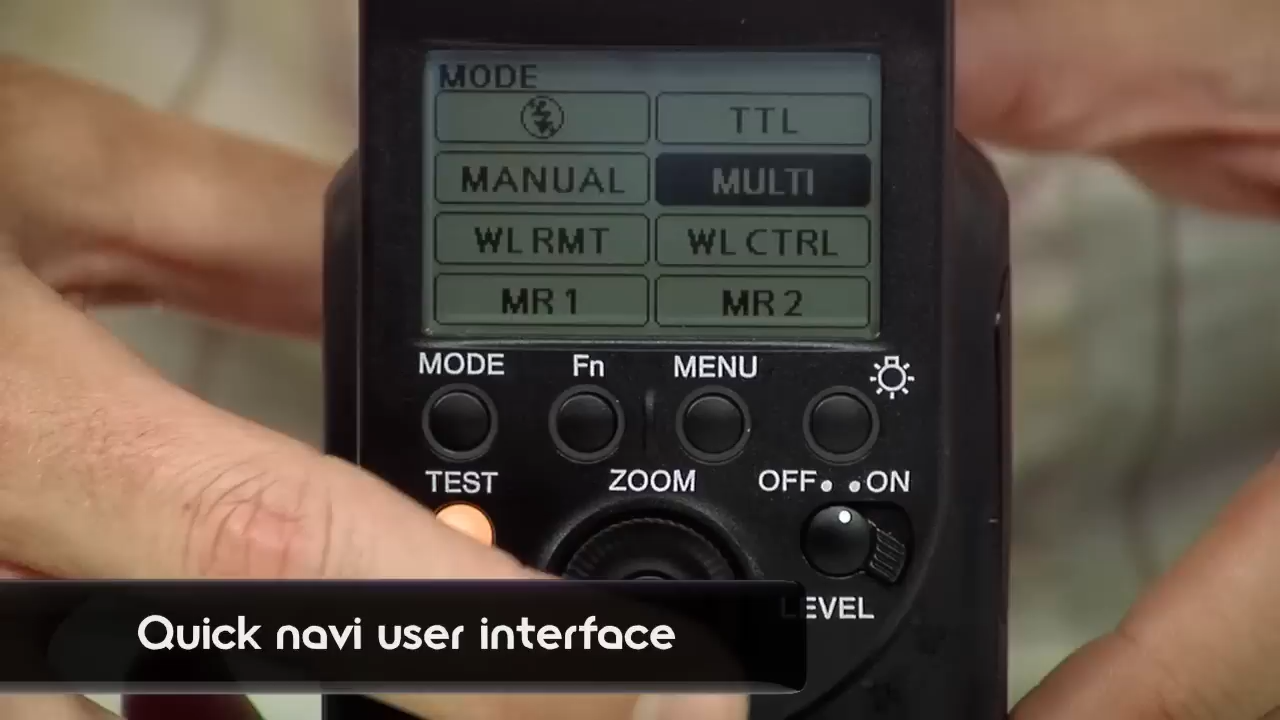 MODE
TTL
MANUAL MULTI
WL RMT WL CTRL
MR 1 MR 2
MODE Fn MENU
TEST ZOOM OFF ON
LEVEL
Quick navi user interface